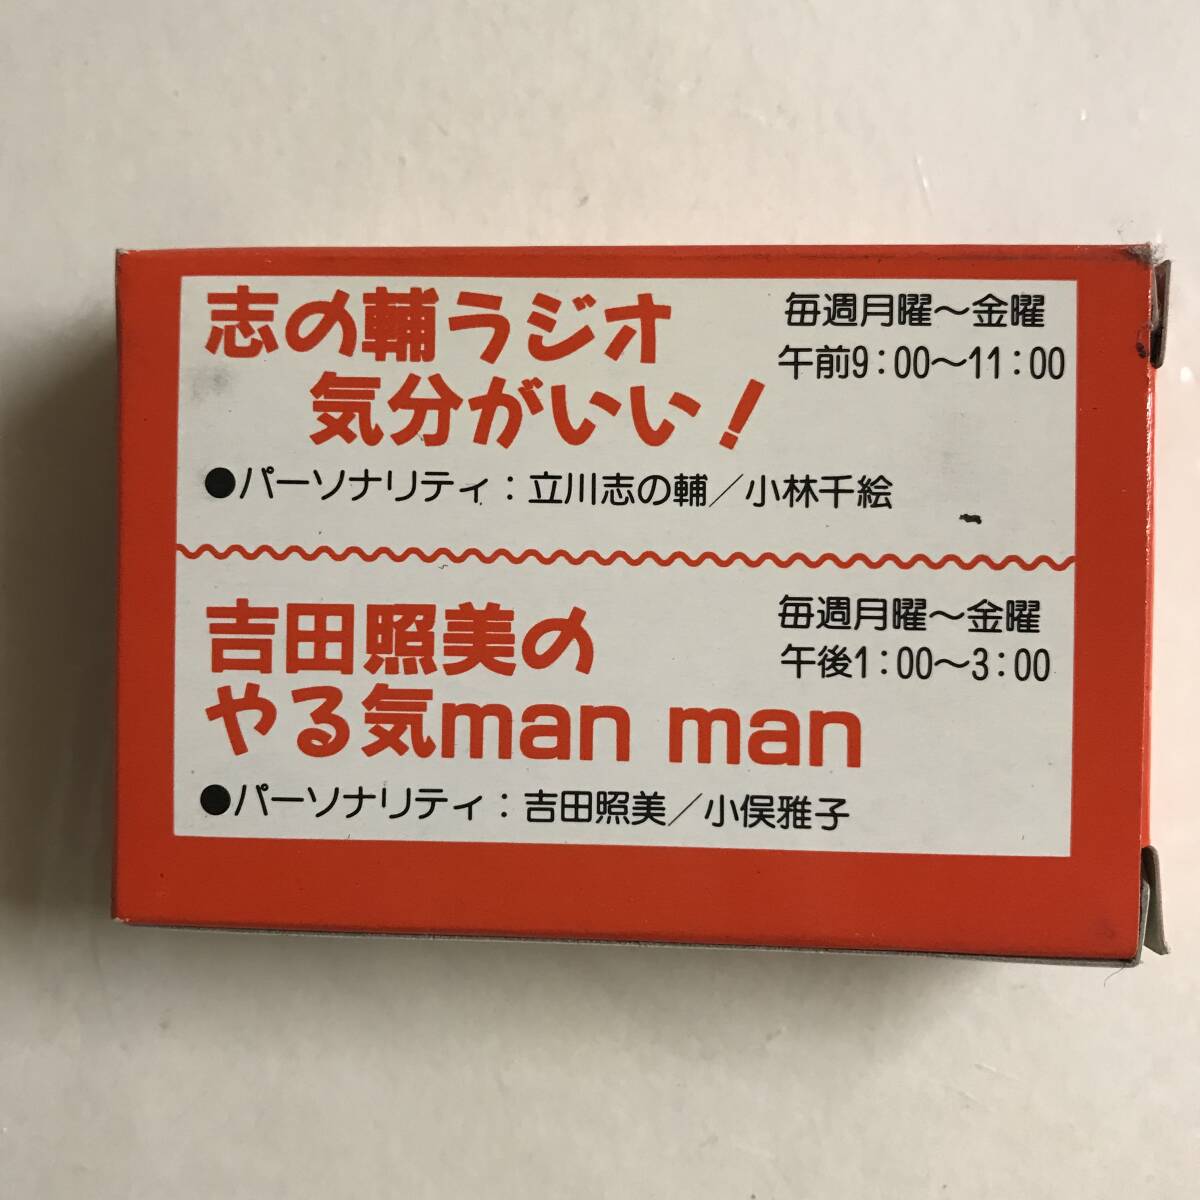 志の輔ラジオ
気分がいい!
毎週月曜〜金曜
午前9:00〜11:00
●パーソナリティ:立川志の輔/小林千絵
吉田照美の
やる気man man
毎週月曜〜金曜
午後1:00〜3:00
●パーソナリティ:吉田照美/小俣雅子